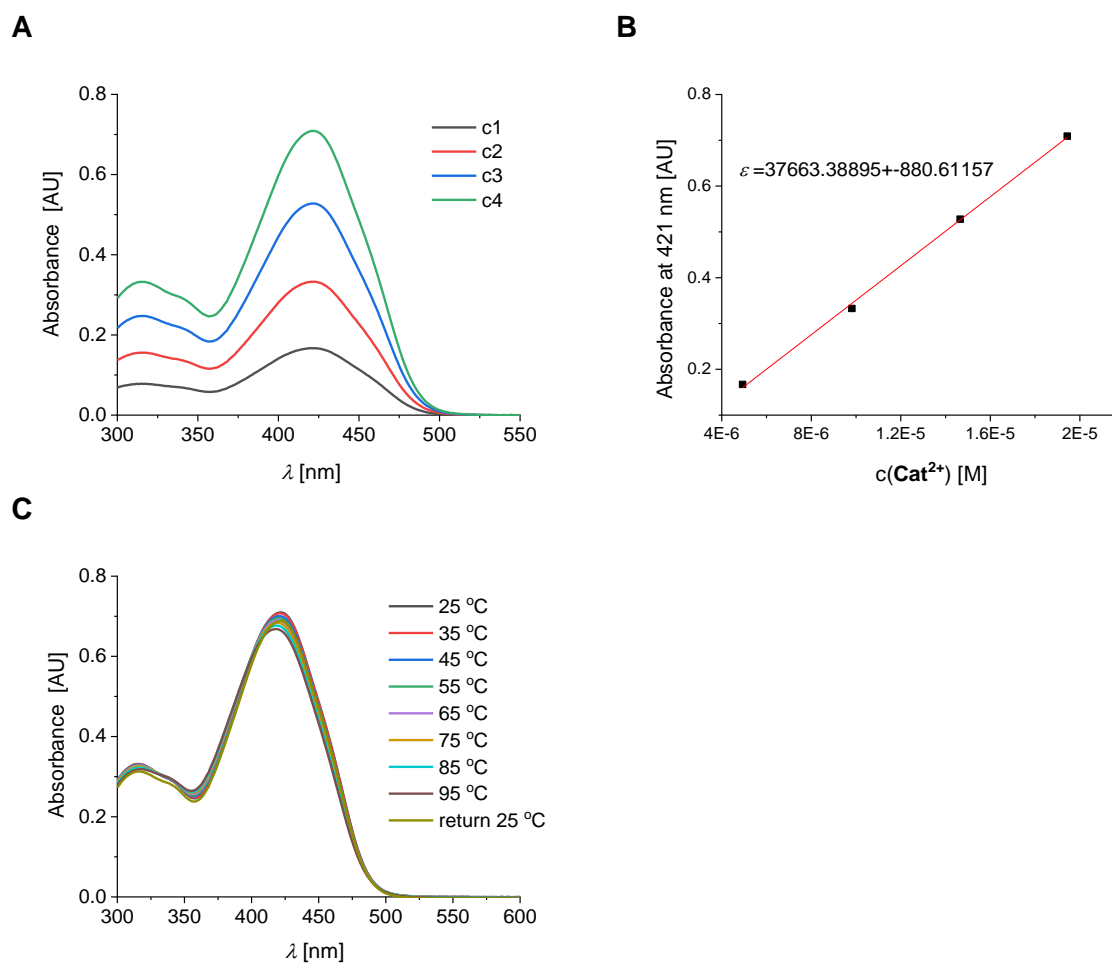 A
Absorbance [AU]
0.8
0.6
0.4
0.2
0.0
300 350 400 450 500 550
λ [nm]
c1
c2
c3
c4
B
Absorbance at 421 nm [AU]
0.8
0.6
0.4
0.2
4E-6 8E-6 1.2E-5 1.6E-5 2E-5
c(Cat²⁺) [M]
ε =37663.38895+-880.61157
C
Absorbance [AU]
0.8
0.6
0.4
0.2
0.0
300 350 400 450 500 550 600
λ [nm]
25 °C
35 °C
45 °C
55 °C
65 °C
75 °C
85 °C
95 °C
return 25 °C